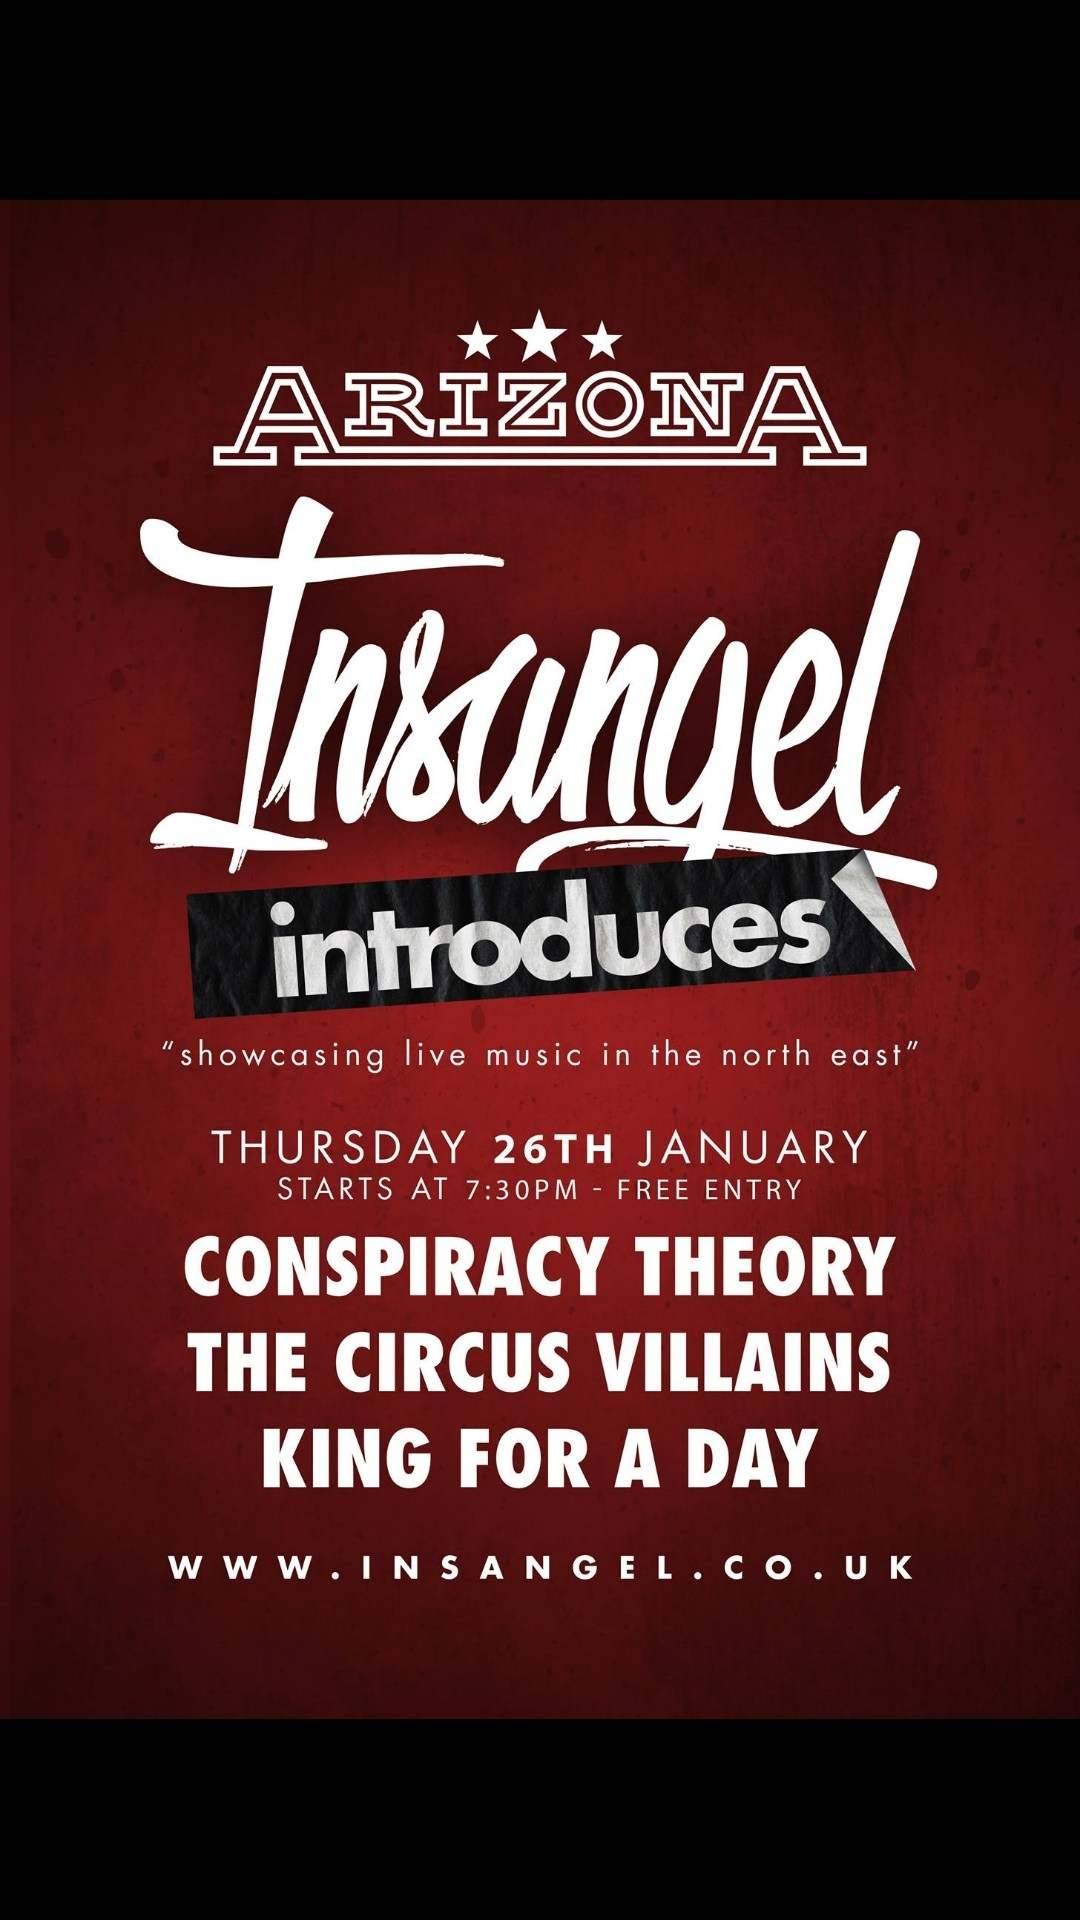 ARIZONA
Insangel
introduces
“showcasing live music in the north east”
THURSDAY 26TH JANUARY
STARTS AT 7:30PM - FREE ENTRY
CONSPIRACY THEORY
THE CIRCUS VILLAINS
KING FOR A DAY
WWW.INSANGEL.CO.UK